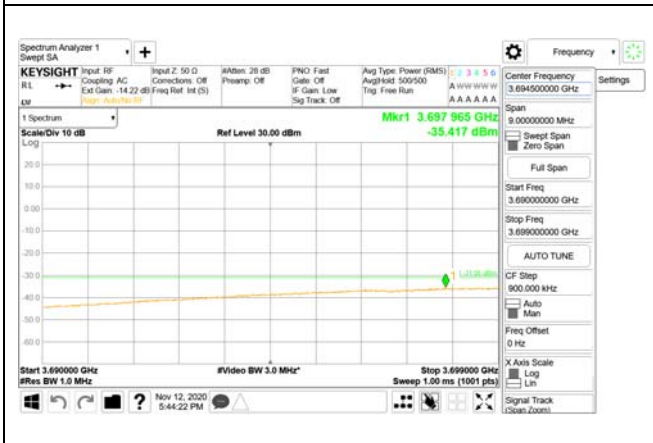 Spectrum Analyzer 1
Swept SA
+
Frequency
KEYSIGHT
RL
Input: RF
Coupling: AC
Ext Gain: -14.22 dB
Align: Auto/No RF
Input Z: 50 Ω
Corrections: Off
Freq Ref: Int (S)
#Atten: 28 dB
Preamp: Off
PNO: Fast
Gate: Off
IF Gain: Low
Sig Track: Off
Avg Type: Power (RMS)
Avg|Hold: 500/500
Trig: Free Run
1 2 3 4 5 6
A W W W W W
A A A A A A
1 Spectrum
Scale/Div 10 dB
Log
Ref Level 30.00 dBm
Mkr1 3.697 965 GHz
-35.417 dBm
20.0
10.0
0.00
-10.0
-20.0
-30.0
-40.0
-50.0
-60.0
1
Start 3.690000 GHz
#Res BW 1.0 MHz
#Video BW 3.0 MHz*
Stop 3.699000 GHz
Sweep 1.00 ms (1001 pts)
?
Nov 12, 2020
5:44:22 PM
Center Frequency
3.694500000 GHz
Settings
Span
9.00000000 MHz
Swept Span
Zero Span
Full Span
Start Freq
3.690000000 GHz
Stop Freq
3.699000000 GHz
AUTO TUNE
CF Step
900.000 kHz
Auto
Man
Freq Offset
0 Hz
X Axis Scale
Log
Lin
Signal Track
(Span Zoom)